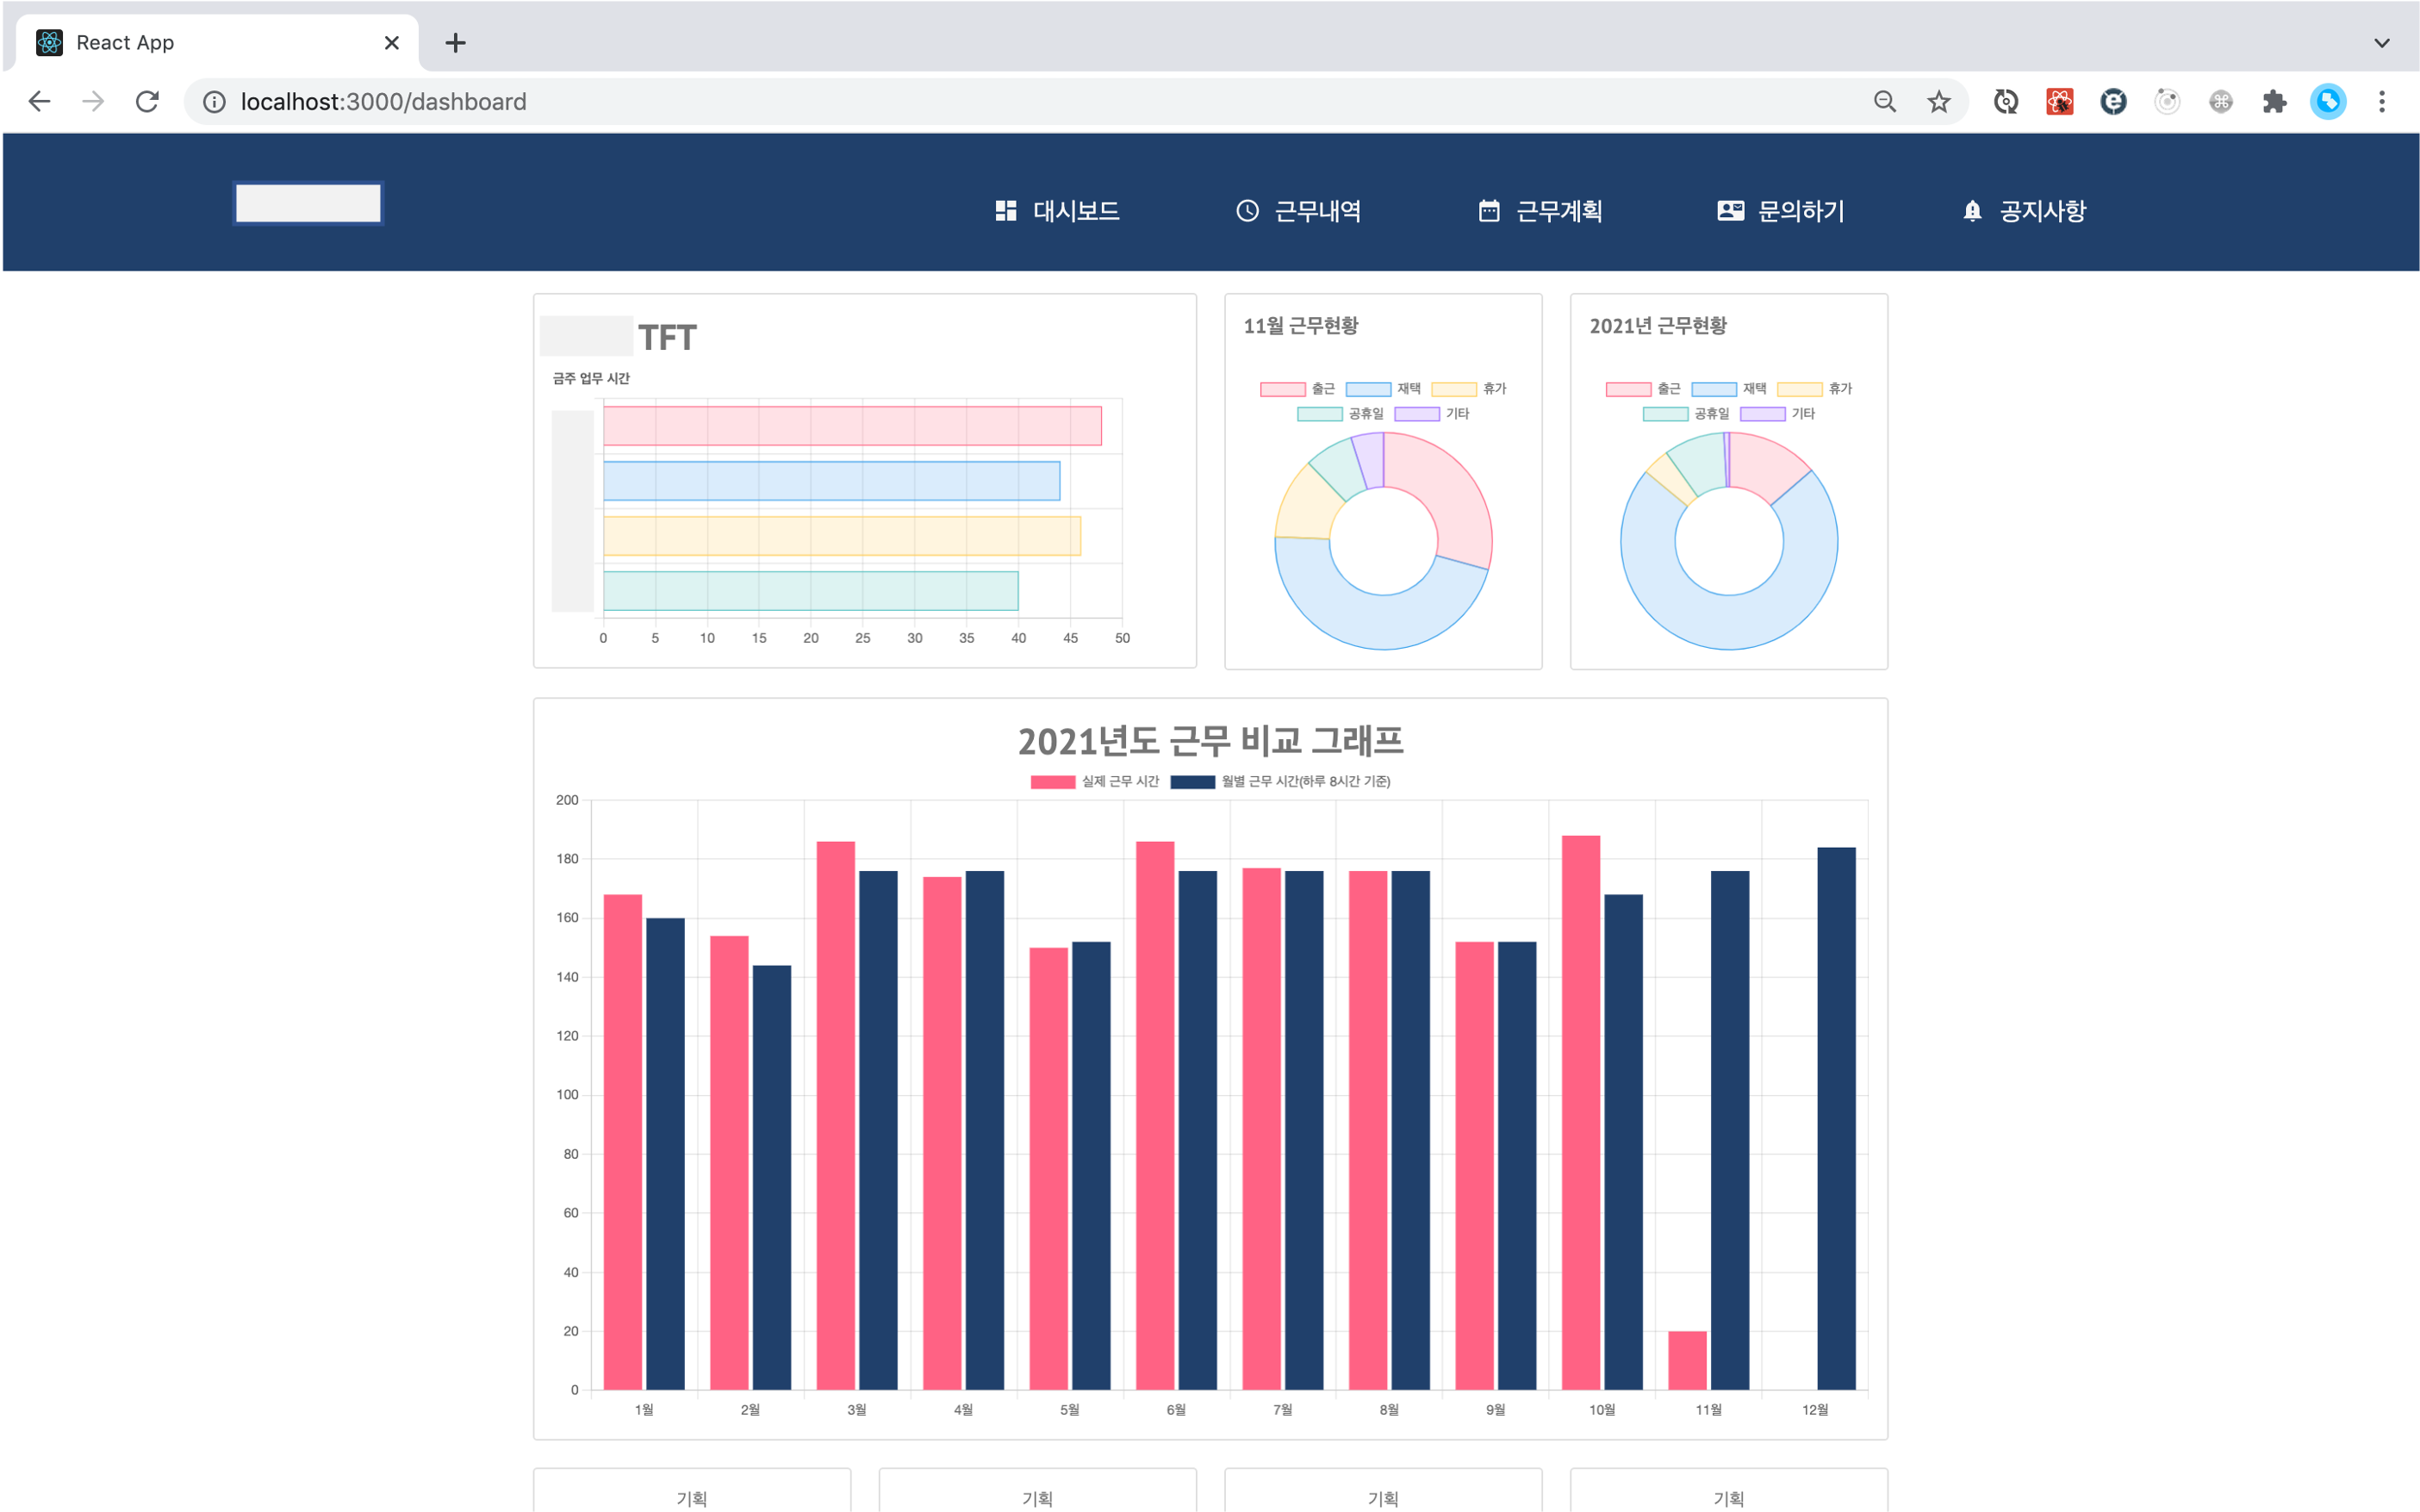 React App
localhost:3000/dashboard
대시보드 근무내역 근무계획 문의하기 공지사항
TFT
금주 업무 시간
0 5 10 15 20 25 30 35 40 45 50
11월 근무현황
출근 재택 휴가
공휴일 기타
2021년 근무현황
출근 재택 휴가
공휴일 기타
2021년도 근무 비교 그래프
실제 근무 시간 월별 근무 시간(하루 8시간 기준)
200
180
160
140
120
100
80
60
40
20
0
1월 2월 3월 4월 5월 6월 7월 8월 9월 10월 11월 12월
기획 기획 기획 기획